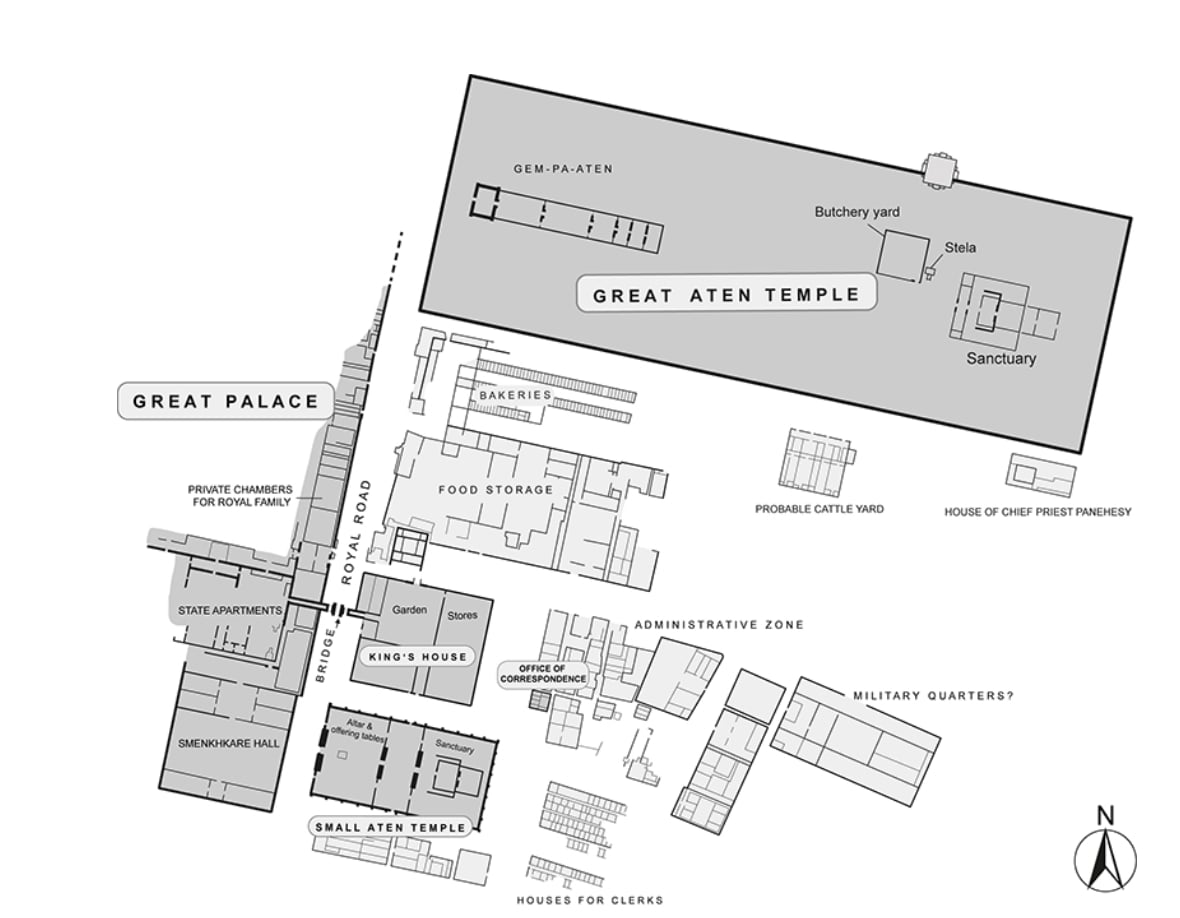 GEM-PA-ATEN
Butchery yard
Stela
GREAT ATEN TEMPLE
Sanctuary
GREAT PALACE
BAKERIES
PRIVATE CHAMBERS
FOR ROYAL FAMILY
FOOD STORAGE
PROBABLE CATTLE YARD
HOUSE OF CHIEF PRIEST PANEHESY
ROYAL ROAD
STATE APARTMENTS
Garden
Stores
BRIDGE
KING'S HOUSE
ADMINISTRATIVE ZONE
OFFICE OF
CORRESPONDENCE
MILITARY QUARTERS?
SMENKHKARE HALL
Altar &
offering tables
Sanctuary
SMALL ATEN TEMPLE
N
HOUSES FOR CLERKS